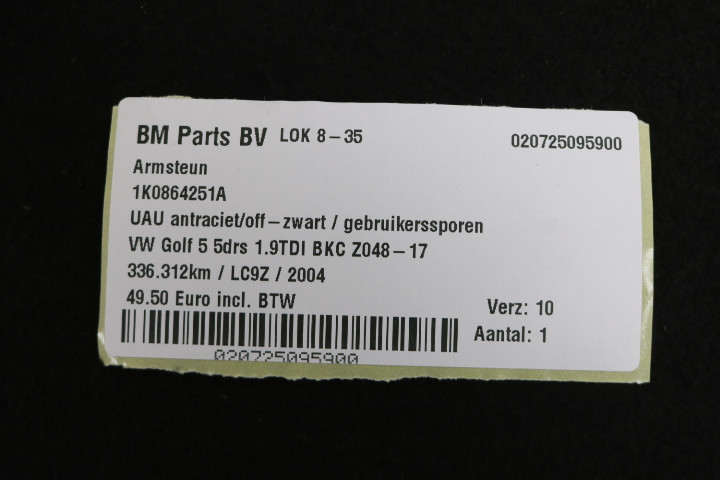 BM Parts BV LOK 8-35 020725095900
Armsteun
1K0864251A
UAU antraciet/off-zwart / gebruikerssporen
VW Golf 5 5drs 1.9TDI BKC Z048-17
336.312km / LC9Z / 2004
49.50 Euro incl. BTW
Verz: 10
Aantal: 1
020725095900